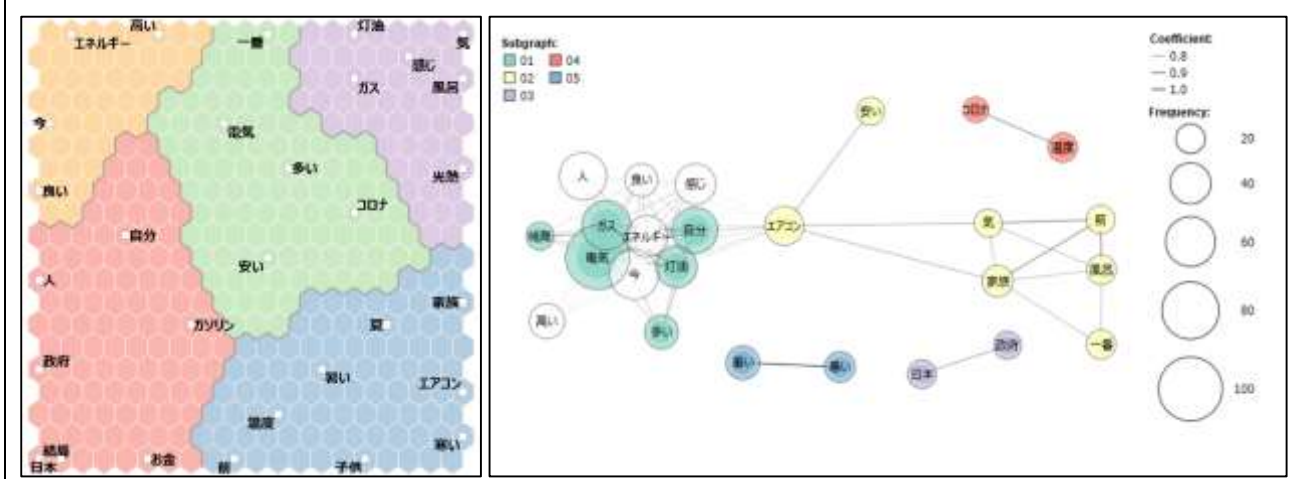 高い
エネルギー
一番
灯油
気
感じ
ガス
風呂
今
電気
多い
光熱
良い
コロナ
自分
安い
人
ガソリン
夏
家族
政府
暑い
エアコン
温度
寒い
結局
日本
お金
前
子供
Subgraph:
01 04
02 05
03
Coefficient:
0.8
0.9
1.0
Frequency:
20
40
60
80
100
安い
コロナ
温度
人
良い
感じ
ガス
エネルギー
自分
電気
今
灯油
高い
多い
エアコン
気
前
家族
風呂
一番
暑い
寒い
日本
政府